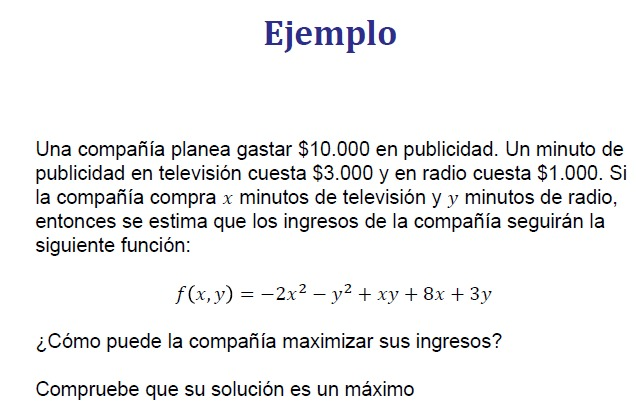 Ejemplo
Una compañía planea gastar $10.000 en publicidad. Un minuto de
publicidad en televisión cuesta $3.000 y en radio cuesta $1.000. Si
la compañía compra x minutos de televisión y y minutos de radio,
entonces se estima que los ingresos de la compañía seguirán la
siguiente función:
f(x, y) = −2x² − y² + xy + 8x + 3y
¿Cómo puede la compañía maximizar sus ingresos?
Compruebe que su solución es un máximo